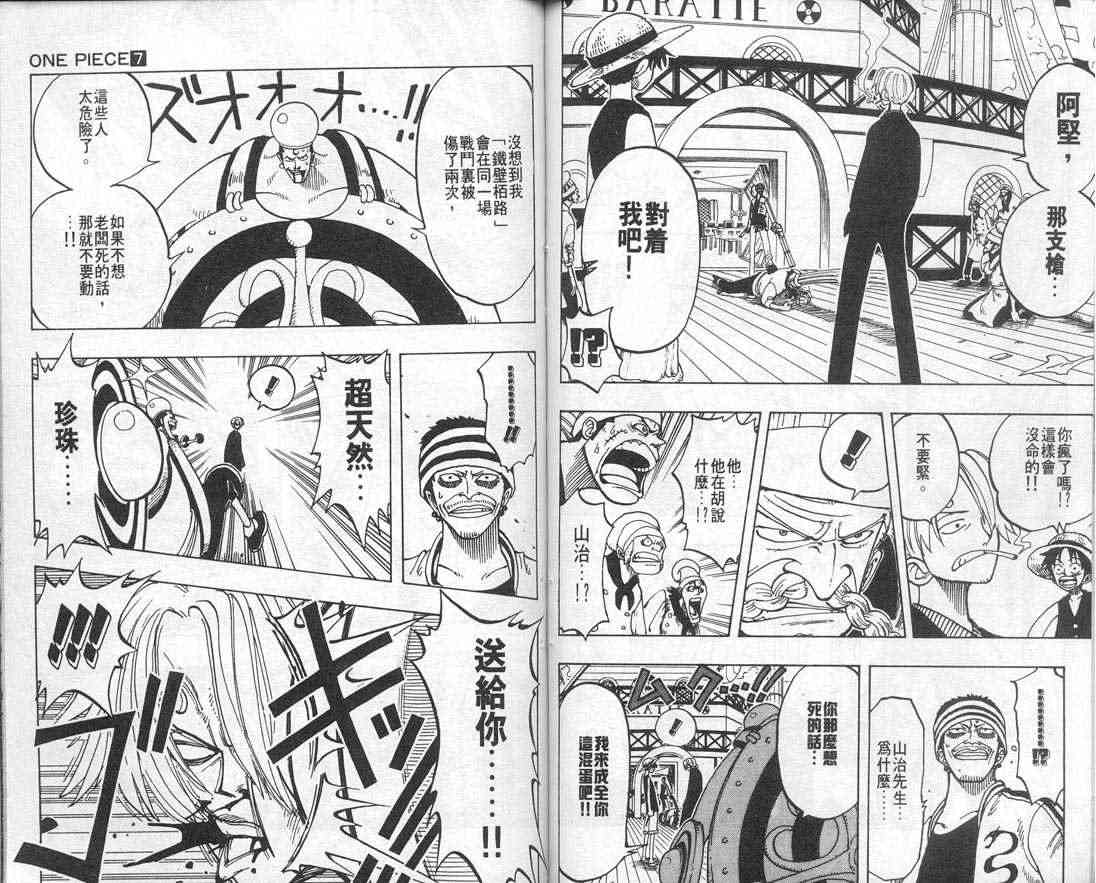 BARATIE
阿堅，
那支槍…
對着
我吧！
!?
你瘋了嗎?!
這樣會
沒命的!!
不要緊。
!
他…
他在胡說
什麼…!?
山治…!?
………!?
山治先生…
爲什麼……
你那麼想
死的話…
ムクッ…!!
!
我來成全你
這混蛋吧!!
ONE PIECE 7
沒想到我
「鐵壁栢路」
會在同一場
戰鬥裏被
傷了兩次，
ズオオオ…!!
這些人
太危險了。
如果不想
老闆死的話，
那就不要動
…!!
………!!
超天然…
!
珍珠……
送給你………!!
!!!